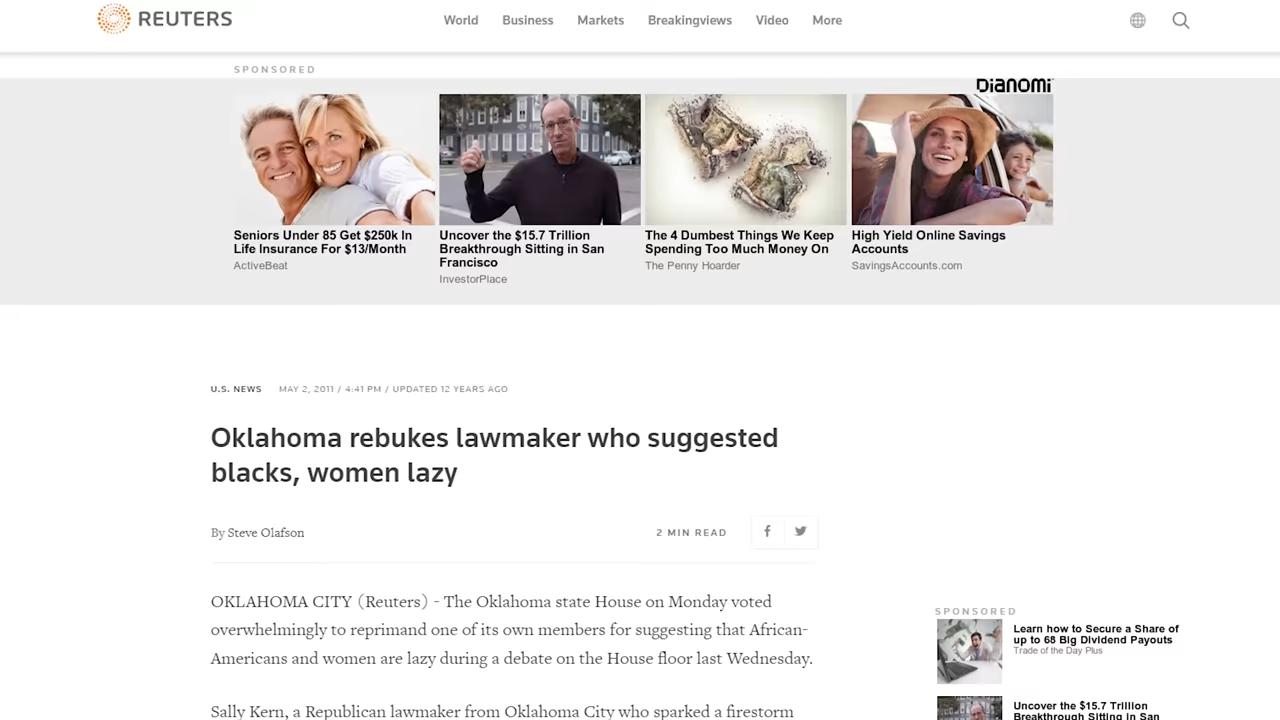 REUTERS
World Business Markets Breakingviews Video More
SPONSORED
DIANOMI
Seniors Under 85 Get $250k In
Life Insurance For $13/Month
ActiveBeat
Uncover the $15.7 Trillion
Breakthrough Sitting in San
Francisco
InvestorPlace
The 4 Dumbest Things We Keep
Spending Too Much Money On
The Penny Hoarder
High Yield Online Savings
Accounts
SavingsAccounts.com
U.S. NEWS MAY 2, 2011 / 4:41 PM / UPDATED 12 YEARS AGO
Oklahoma rebukes lawmaker who suggested
blacks, women lazy
By Steve Olafson
2 MIN READ
OKLAHOMA CITY (Reuters) - The Oklahoma state House on Monday voted
overwhelmingly to reprimand one of its own members for suggesting that African-
Americans and women are lazy during a debate on the House floor last Wednesday.
Sally Kern, a Republican lawmaker from Oklahoma City who sparked a firestorm
SPONSORED
Learn how to Secure a Share of
up to 68 Big Dividend Payouts
Trade of the Day Plus
Uncover the $15.7 Trillion
Breakthrough Sitting in San